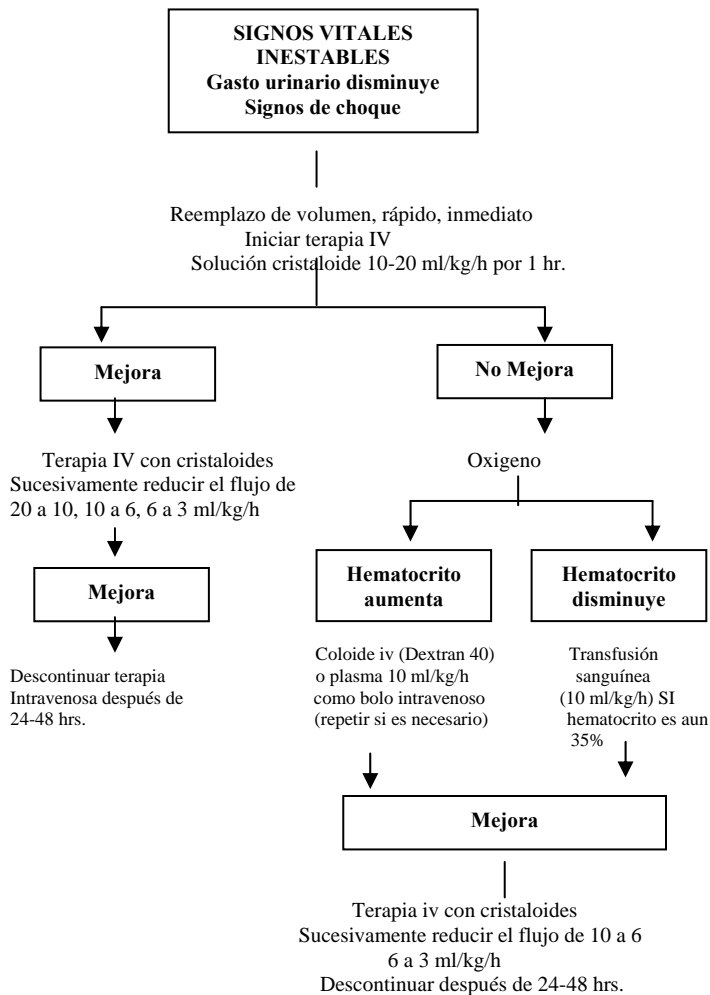 SIGNOS VITALES
INESTABLES
Gasto urinario disminuye
Signos de choque
Reemplazo de volumen, rápido, inmediato
Iniciar terapia IV
Solución cristaloide 10-20 ml/kg/h por 1 hr.
Mejora
No Mejora
Terapia IV con cristaloides
Sucesivamente reducir el flujo de
20 a 10, 10 a 6, 6 a 3 ml/kg/h
Oxigeno
Mejora
Hematocrito
aumenta
Hematocrito
disminuye
Descontinuar terapia
Intravenosa después de
24-48 hrs.
Coloide iv (Dextran 40)
o plasma 10 ml/kg/h
como bolo intravenoso
(repetir si es necesario)
Transfusión
sanguínea
(10 ml/kg/h) SI
hematocrito es aun
35%
Mejora
Terapia iv con cristaloides
Sucesivamente reducir el flujo de 10 a 6
6 a 3 ml/kg/h
Descontinuar después de 24-48 hrs.